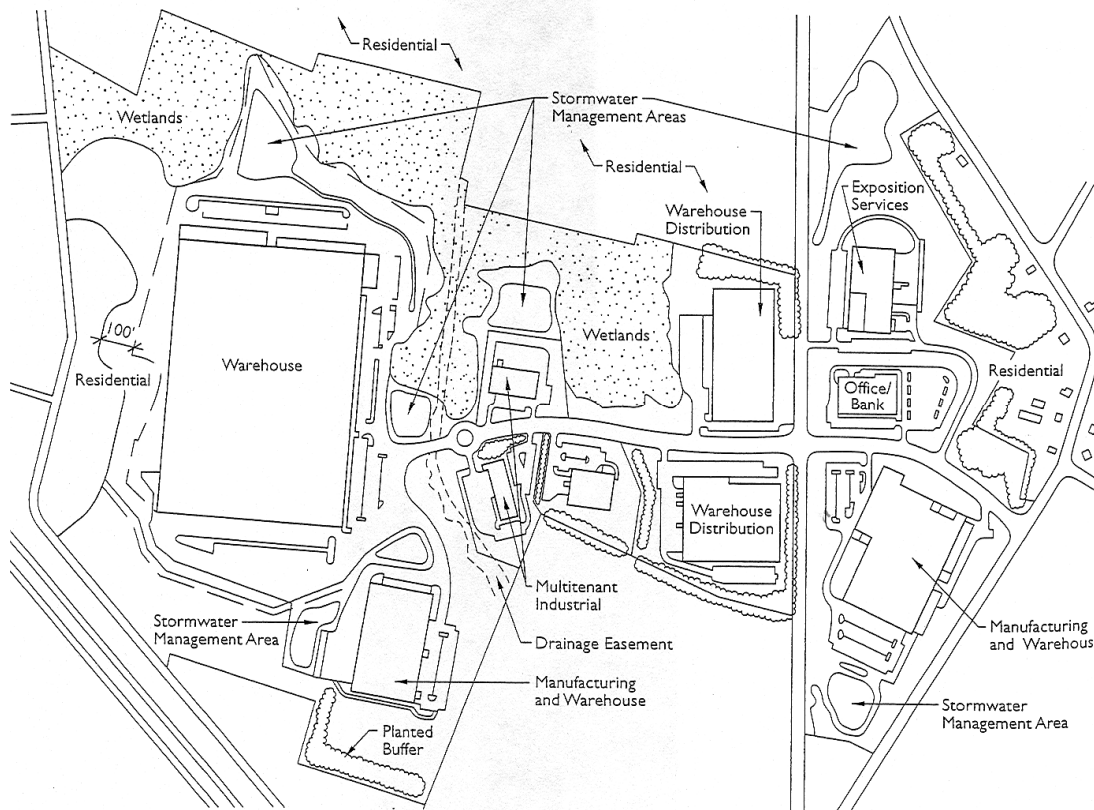 Residential
Wetlands
Stormwater
Management Areas
Residential
Exposition
Services
Warehouse
Distribution
100'
Residential
Warehouse
Wetlands
Office/
Bank
Residential
Warehouse
Distribution
Multitenant
Industrial
Stormwater
Management Area
Drainage Easement
Manufacturing
and Warehouse
Manufacturing
and Warehous
Stormwater
Management Area
Planted
Buffer